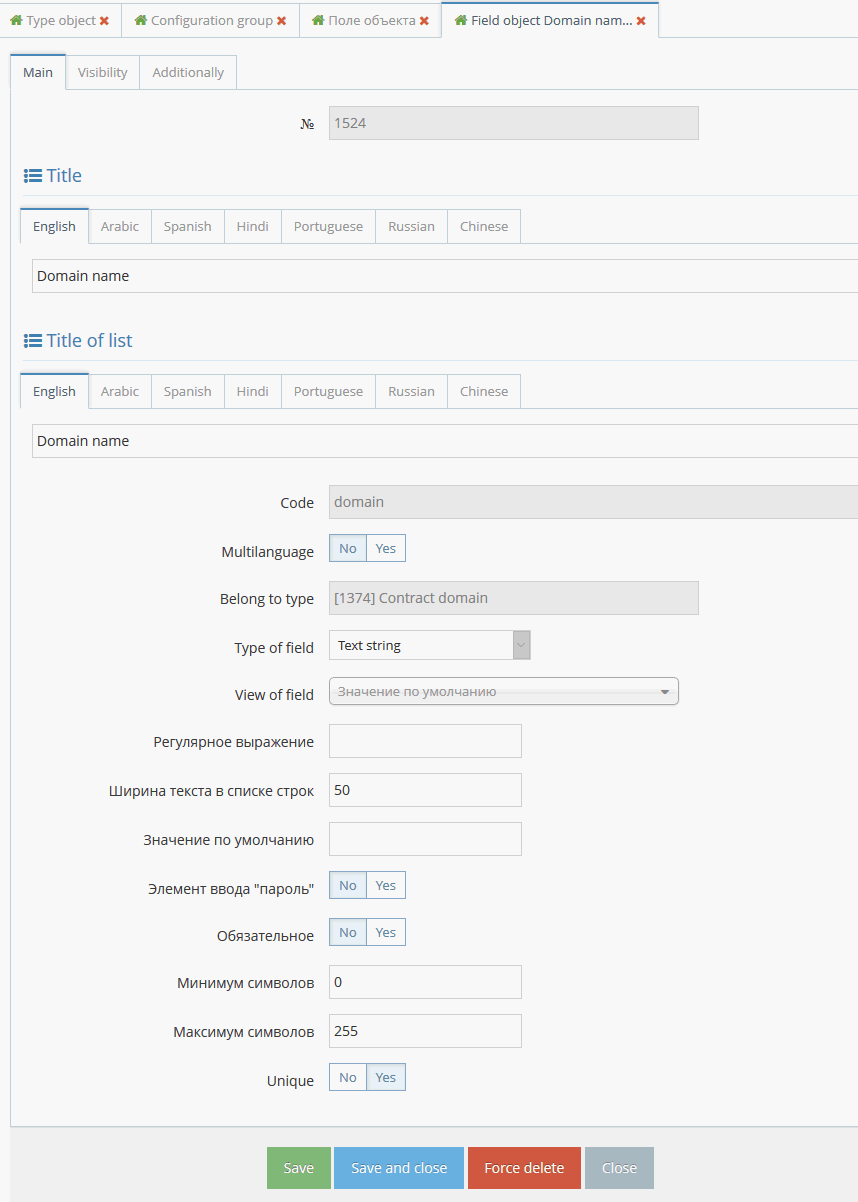 Type object Configuration group Поле объекта Field object Domain nam...
Main Visibility Additionally
№ 1524
Title
English Arabic Spanish Hindi Portuguese Russian Chinese
Domain name
Title of list
English Arabic Spanish Hindi Portuguese Russian Chinese
Domain name
Code domain
Multilanguage No Yes
Belong to type [1374] Contract domain
Type of field Text string
View of field Значение по умолчанию
Регулярное выражение
Ширина текста в списке строк 50
Значение по умолчанию
Элемент ввода "пароль" No Yes
Обязательное No Yes
Минимум символов 0
Максимум символов 255
Unique No Yes
Save Save and close Force delete Close